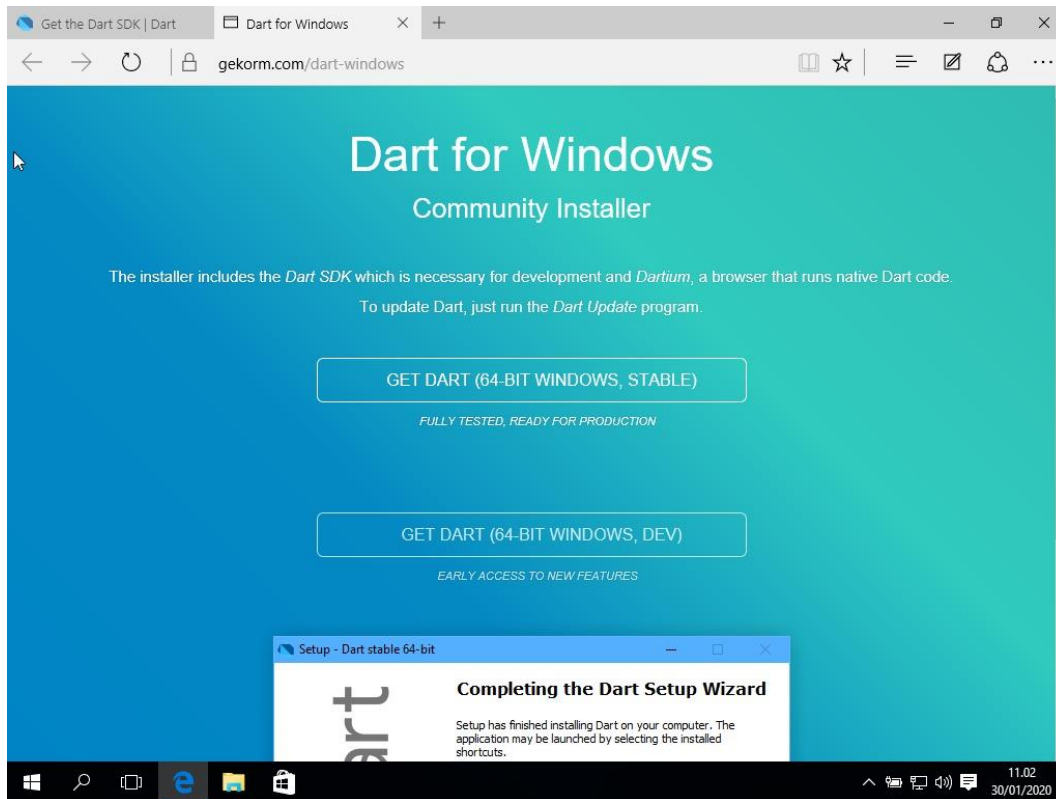 Get the Dart SDK | Dart
Dart for Windows
gekorm.com/dart-windows
Dart for Windows
Community Installer
The installer includes the Dart SDK which is necessary for development and Dartium, a browser that runs native Dart code.
To update Dart, just run the Dart Update program.
GET DART (64-BIT WINDOWS, STABLE)
FULLY TESTED, READY FOR PRODUCTION
GET DART (64-BIT WINDOWS, DEV)
EARLY ACCESS TO NEW FEATURES
Setup - Dart stable 64-bit
art
Completing the Dart Setup Wizard
Setup has finished installing Dart on your computer. The
application may be launched by selecting the installed
shortcuts.
11.02
30/01/2020